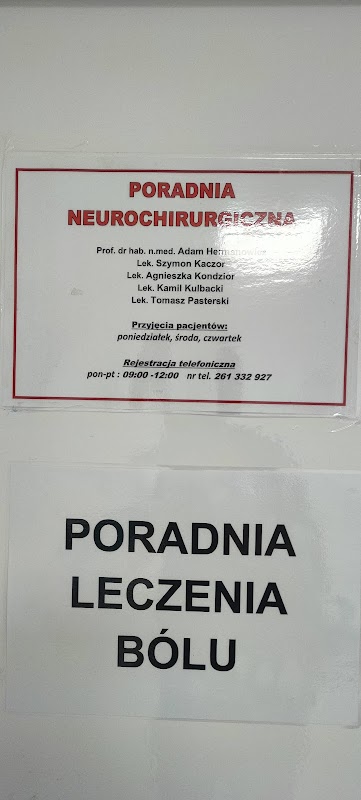 PORADNIA
NEUROCHIRURGICZNA
Prof. dr hab. n.med. Adam Hermanowicz
Lek. Szymon Kaczor
Lek. Agnieszka Kondzior
Lek. Kamil Kulbacki
Lek. Tomasz Pasterski
Przyjęcia pacjentów:
poniedziałek, środa, czwartek
Rejestracja telefoniczna
pon-pt : 09:00 -12:00 nr tel. 261 332 927
PORADNIA
LECZENIA
BÓLU